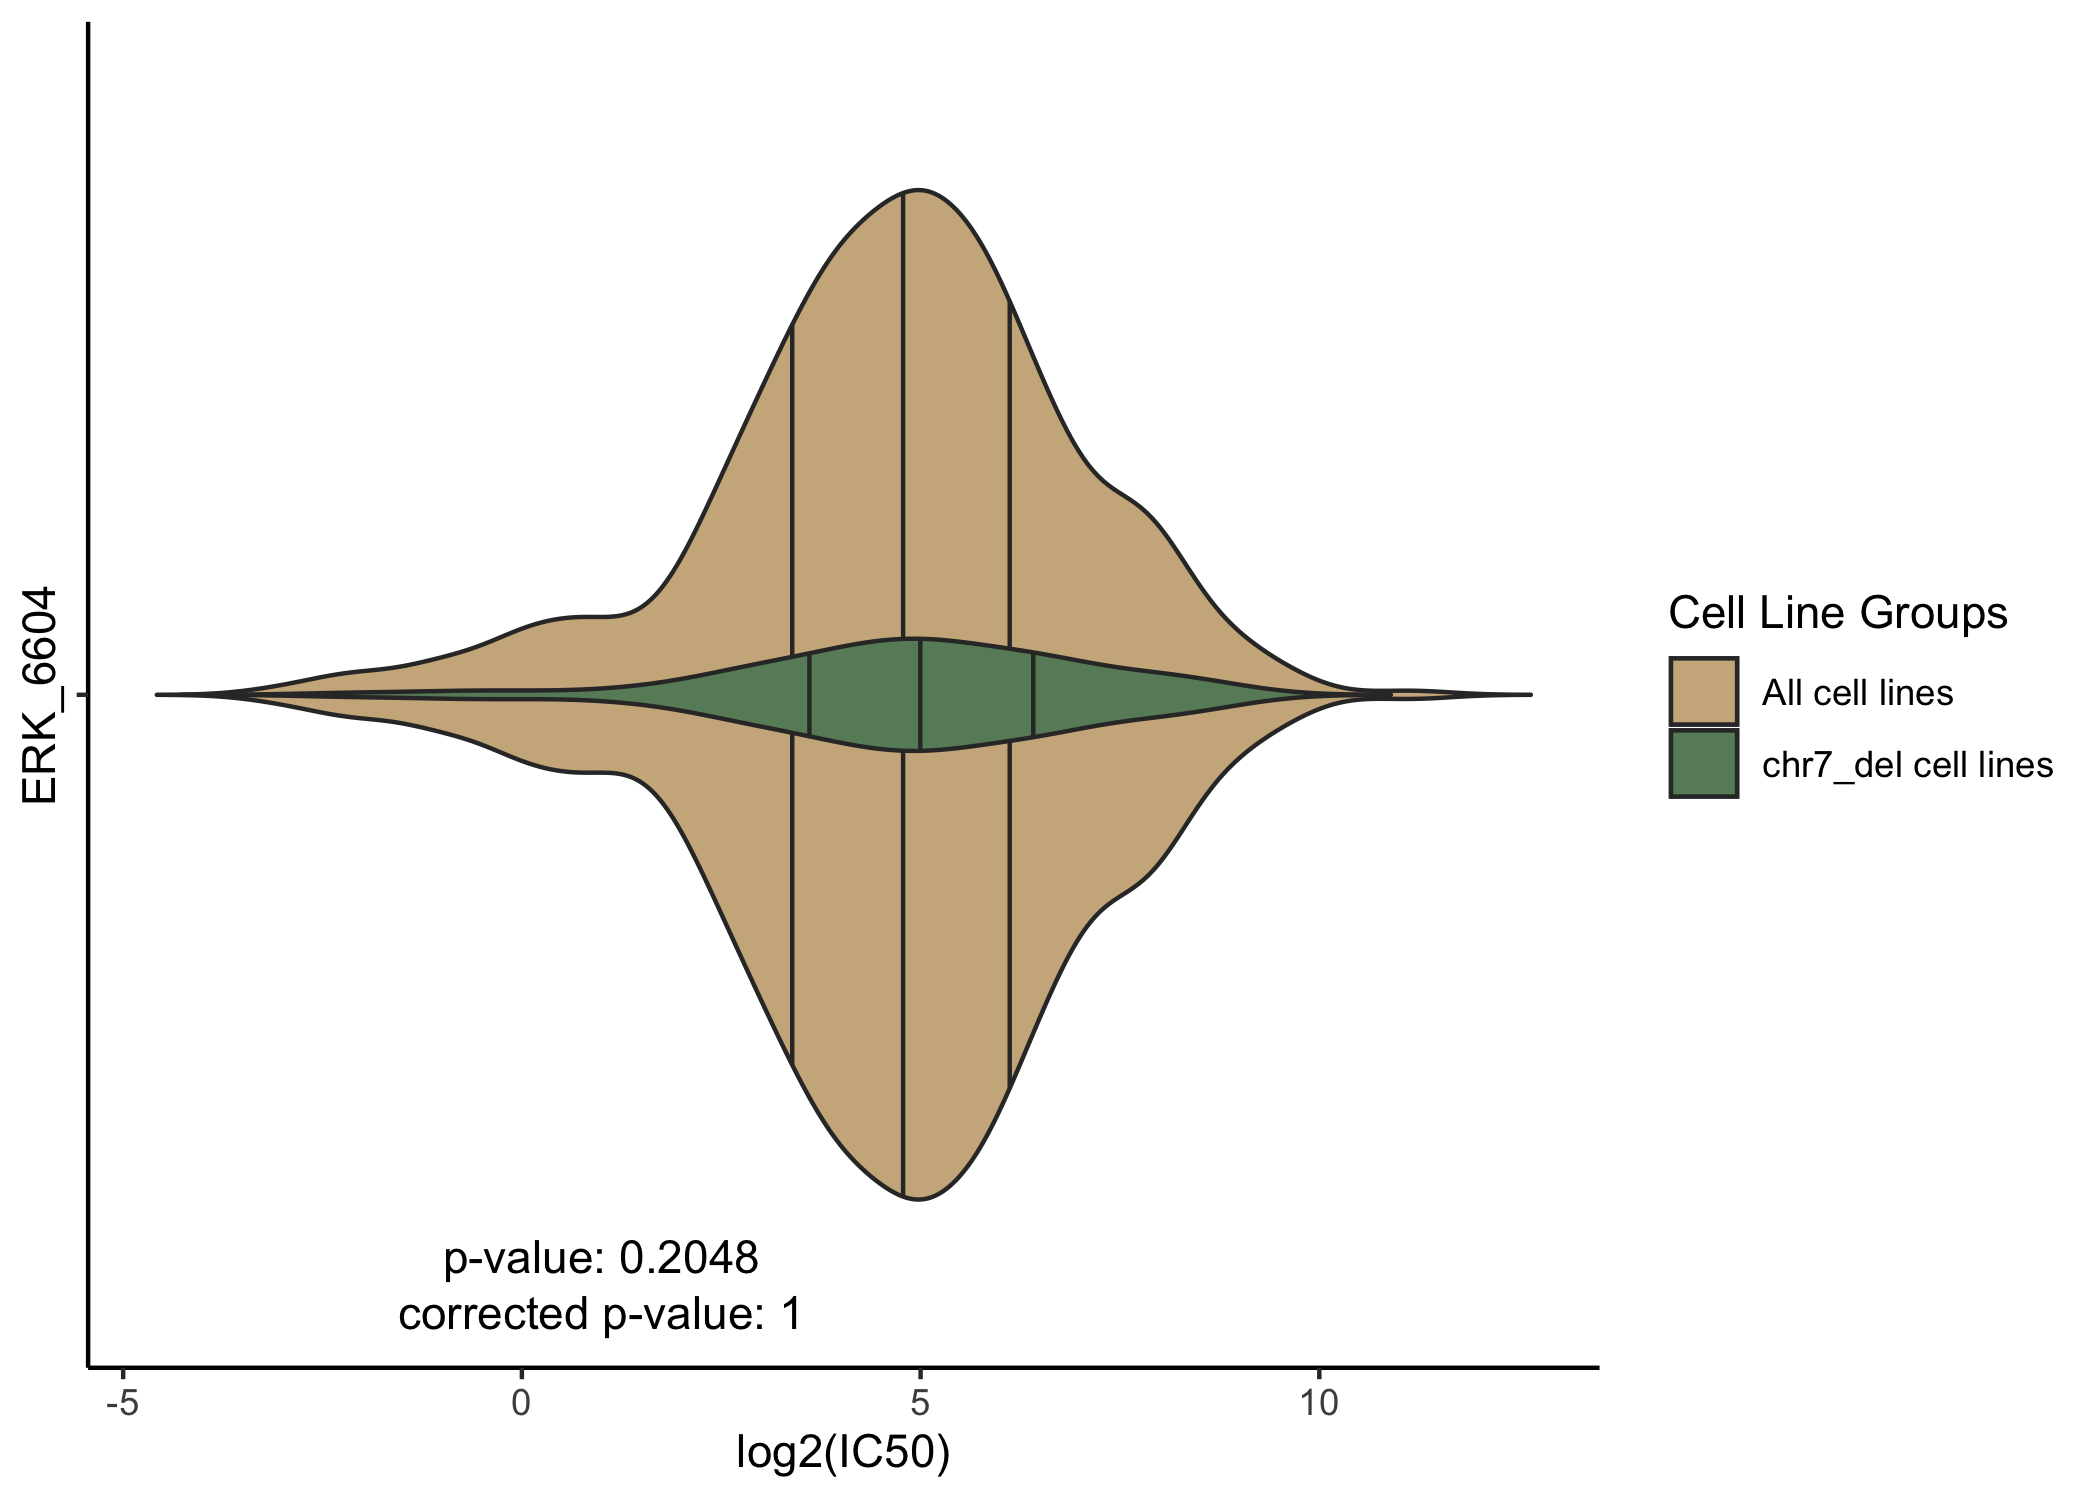 ERK_6604
p-value: 0.2048
corrected p-value: 1
-5 0 5 10
log2(IC50)
Cell Line Groups
All cell lines
chr7_del cell lines